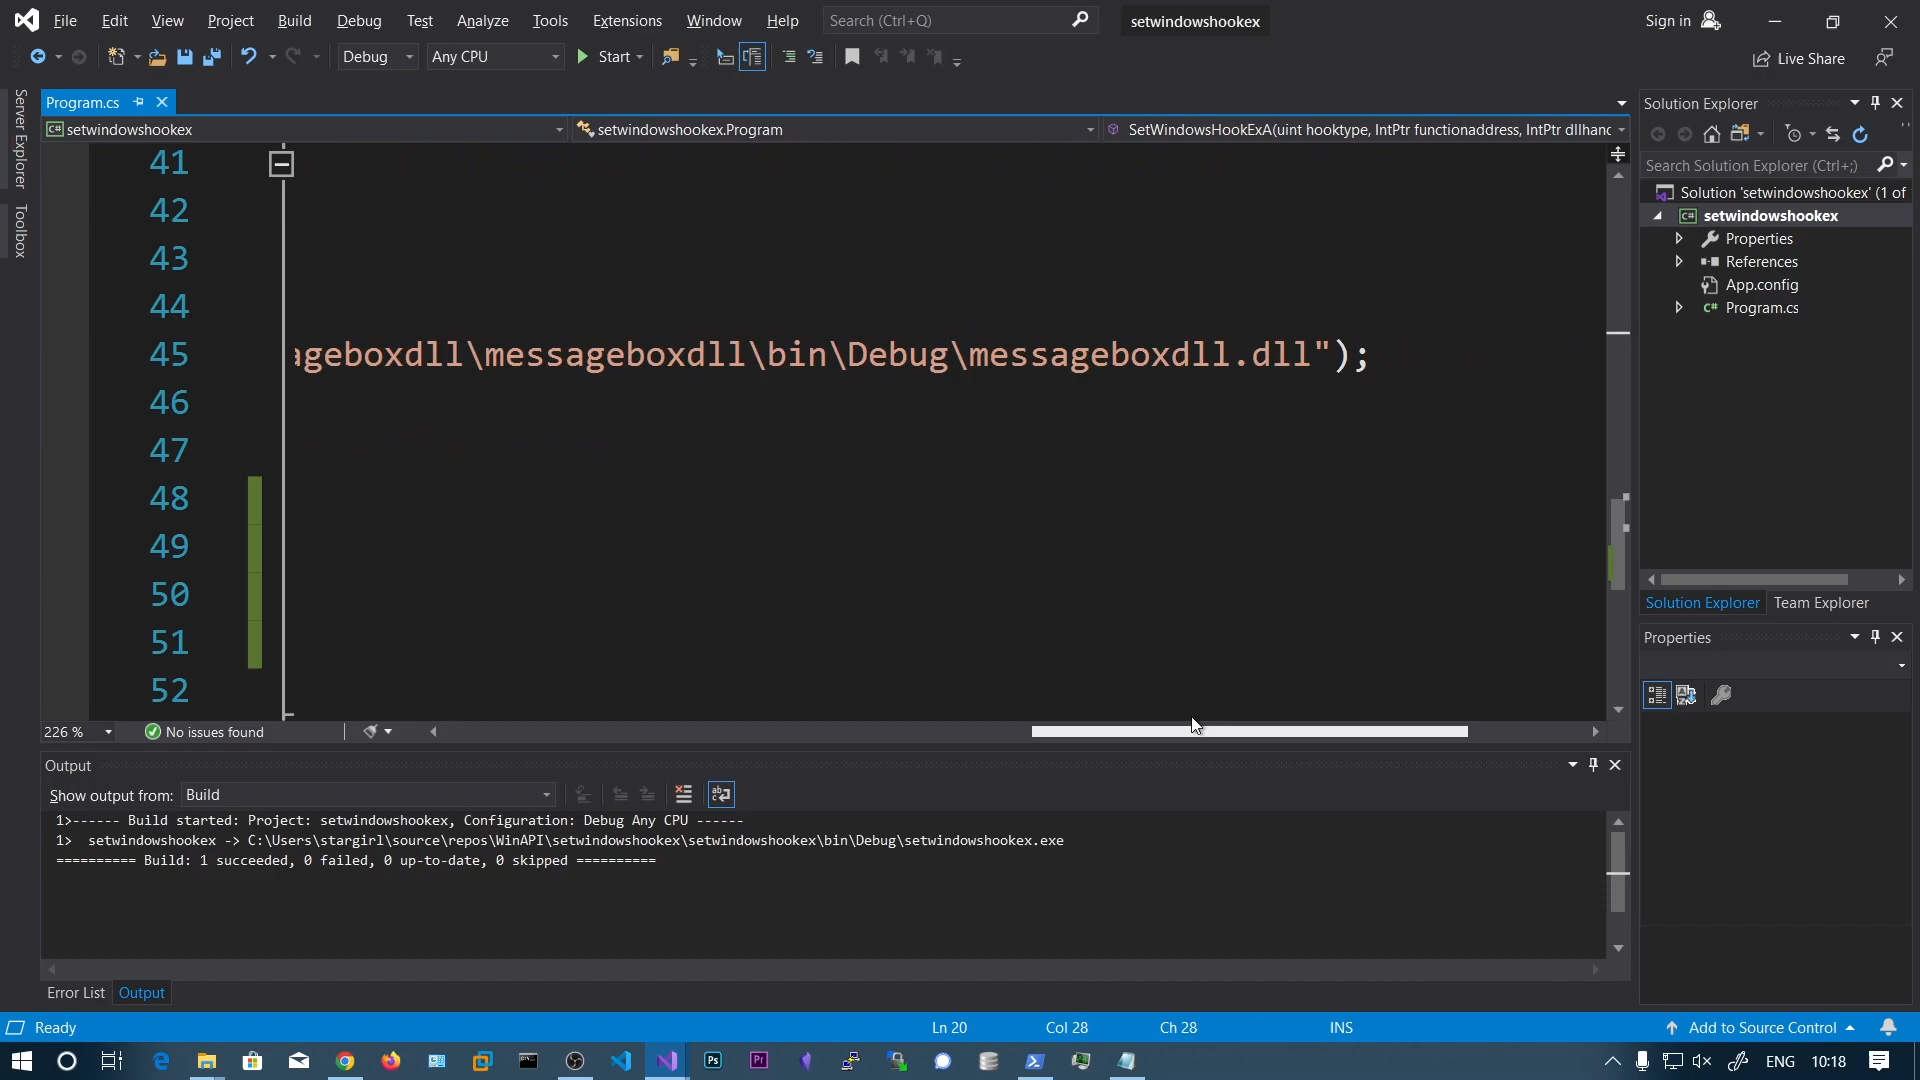 File Edit View Project Build Debug Test Analyze Tools Extensions Window Help Search (Ctrl+Q) setwindowshookex Sign in
Debug Any CPU Start Live Share
Server Explorer
Toolbox
Program.cs
setwindowshookex setwindowshookex.Program SetWindowsHookExA(uint hooktype, IntPtr functionaddress, IntPtr dllhanc
41
42
43
44
45 ageboxdll\messageboxdll\bin\Debug\messageboxdll.dll");
46
47
48
49
50
51
52
226 % No issues found
Output
Show output from: Build
1>------ Build started: Project: setwindowshookex, Configuration: Debug Any CPU ------
1>  setwindowshookex -> C:\Users\stargirl\source\repos\WinAPI\setwindowshookex\setwindowshookex\bin\Debug\setwindowshookex.exe
========== Build: 1 succeeded, 0 failed, 0 up-to-date, 0 skipped ==========
Error List Output
Solution Explorer
Search Solution Explorer (Ctrl+;)
Solution 'setwindowshookex' (1 of
C# setwindowshookex
Properties
References
App.config
C# Program.cs
Solution Explorer Team Explorer
Properties
Ready Ln 20 Col 28 Ch 28 INS Add to Source Control
Ps Pr ENG 10:18